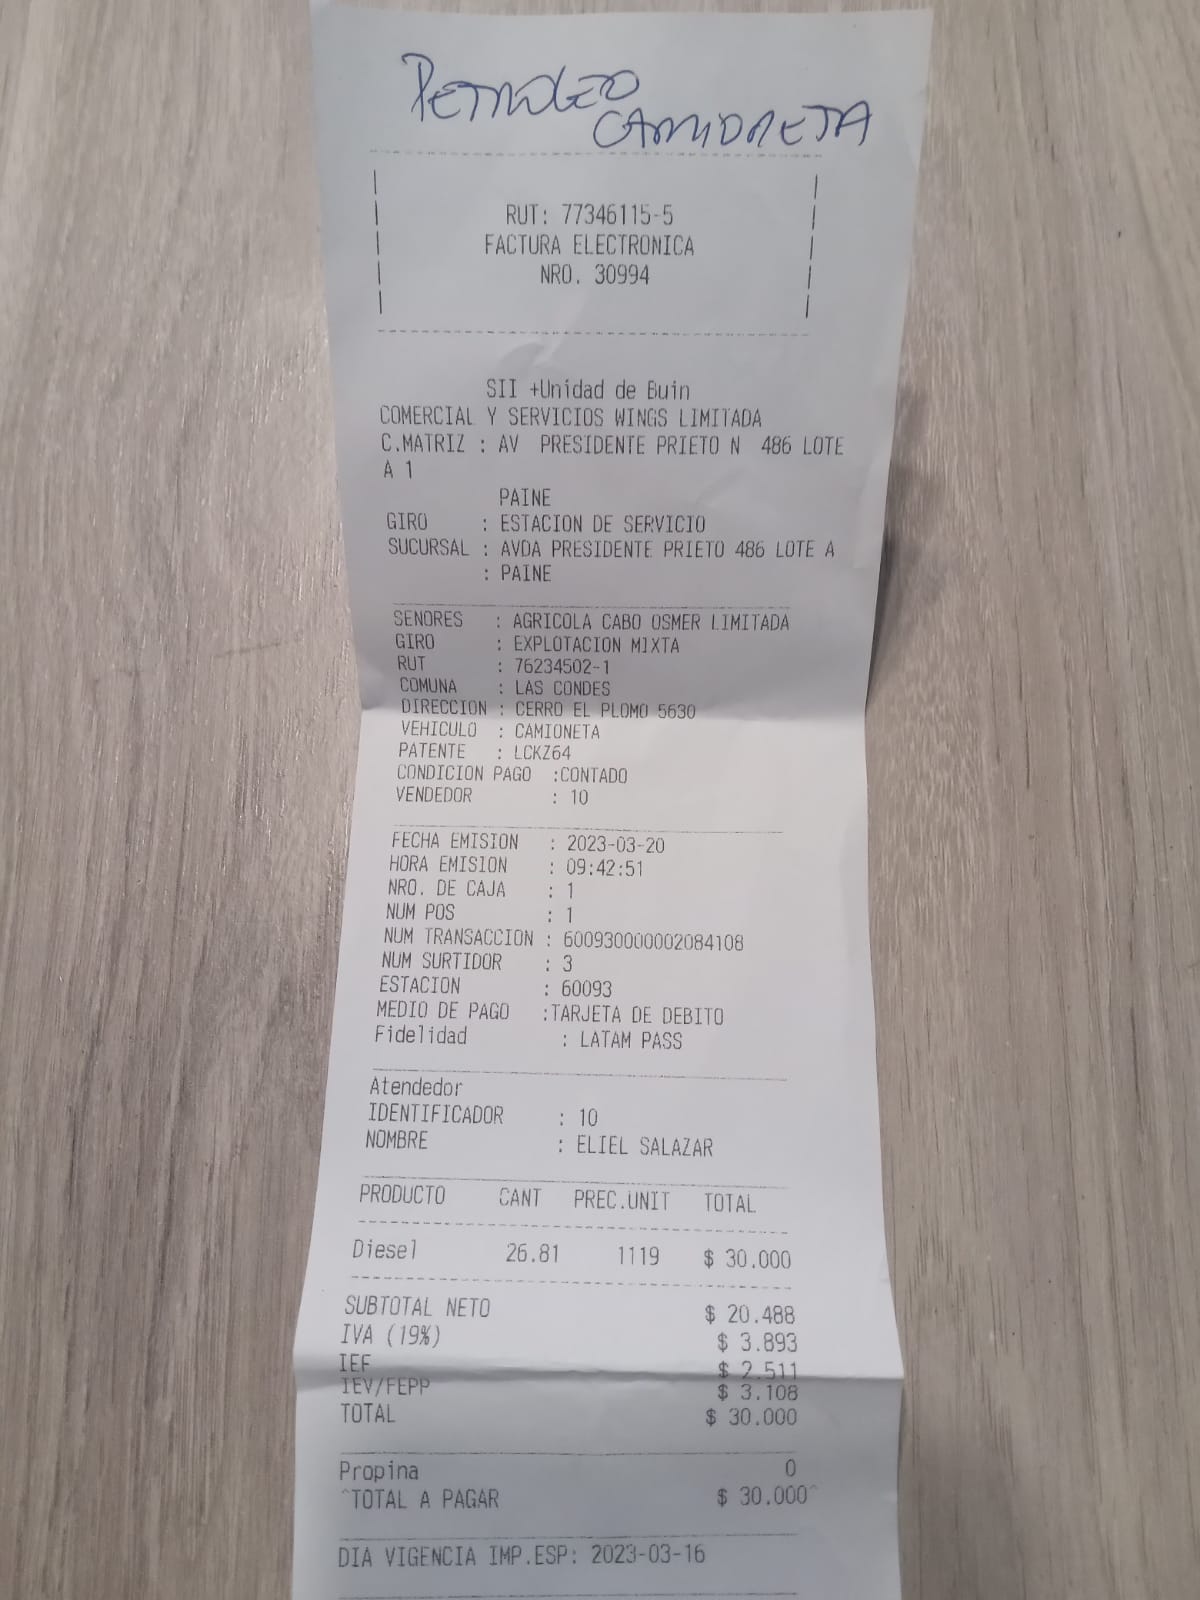 PETROLEO
CAMIONETA
RUT: 77346115-5
FACTURA ELECTRONICA
NRO. 30994
SII +Unidad de Buin
COMERCIAL Y SERVICIOS WINGS LIMITADA
C.MATRIZ : AV PRESIDENTE PRIETO N 486 LOTE
A 1
PAINE
GIRO : ESTACION DE SERVICIO
SUCURSAL : AVDA PRESIDENTE PRIETO 486 LOTE A
: PAINE
SENORES : AGRICOLA CABO OSMER LIMITADA
GIRO : EXPLOTACION MIXTA
RUT : 76234502-1
COMUNA : LAS CONDES
DIRECCION : CERRO EL PLOMO 5630
VEHICULO : CAMIONETA
PATENTE : LCKZ64
CONDICION PAGO :CONTADO
VENDEDOR : 10
FECHA EMISION : 2023-03-20
HORA EMISION : 09:42:51
NRO. DE CAJA : 1
NUM POS : 1
NUM TRANSACCION : 600930000002084108
NUM SURTIDOR : 3
ESTACION : 60093
MEDIO DE PAGO :TARJETA DE DEBITO
Fidelidad : LATAM PASS
Atendedor
IDENTIFICADOR : 10
NOMBRE : ELIEL SALAZAR
PRODUCTO CANT PREC.UNIT TOTAL
Diesel 26.81 1119 $ 30.000
SUBTOTAL NETO $ 20.488
IVA (19%) $ 3.893
IEF $ 2.511
IEV/FEPP $ 3.108
TOTAL $ 30.000
Propina 0
^TOTAL A PAGAR $ 30.000^
DIA VIGENCIA IMP.ESP: 2023-03-16